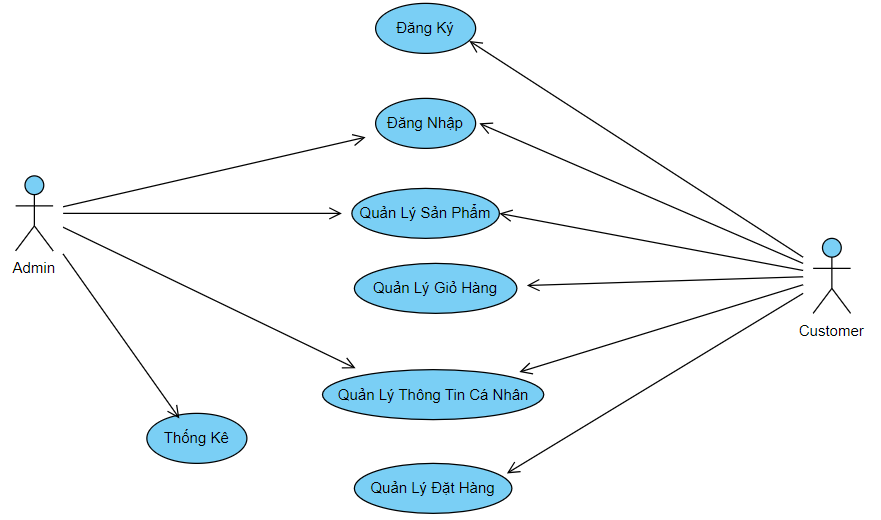 Đăng Ký
Đăng Nhập
Quản Lý Sản Phẩm
Admin
Quản Lý Giỏ Hàng
Customer
Quản Lý Thông Tin Cá Nhân
Thống Kê
Quản Lý Đặt Hàng